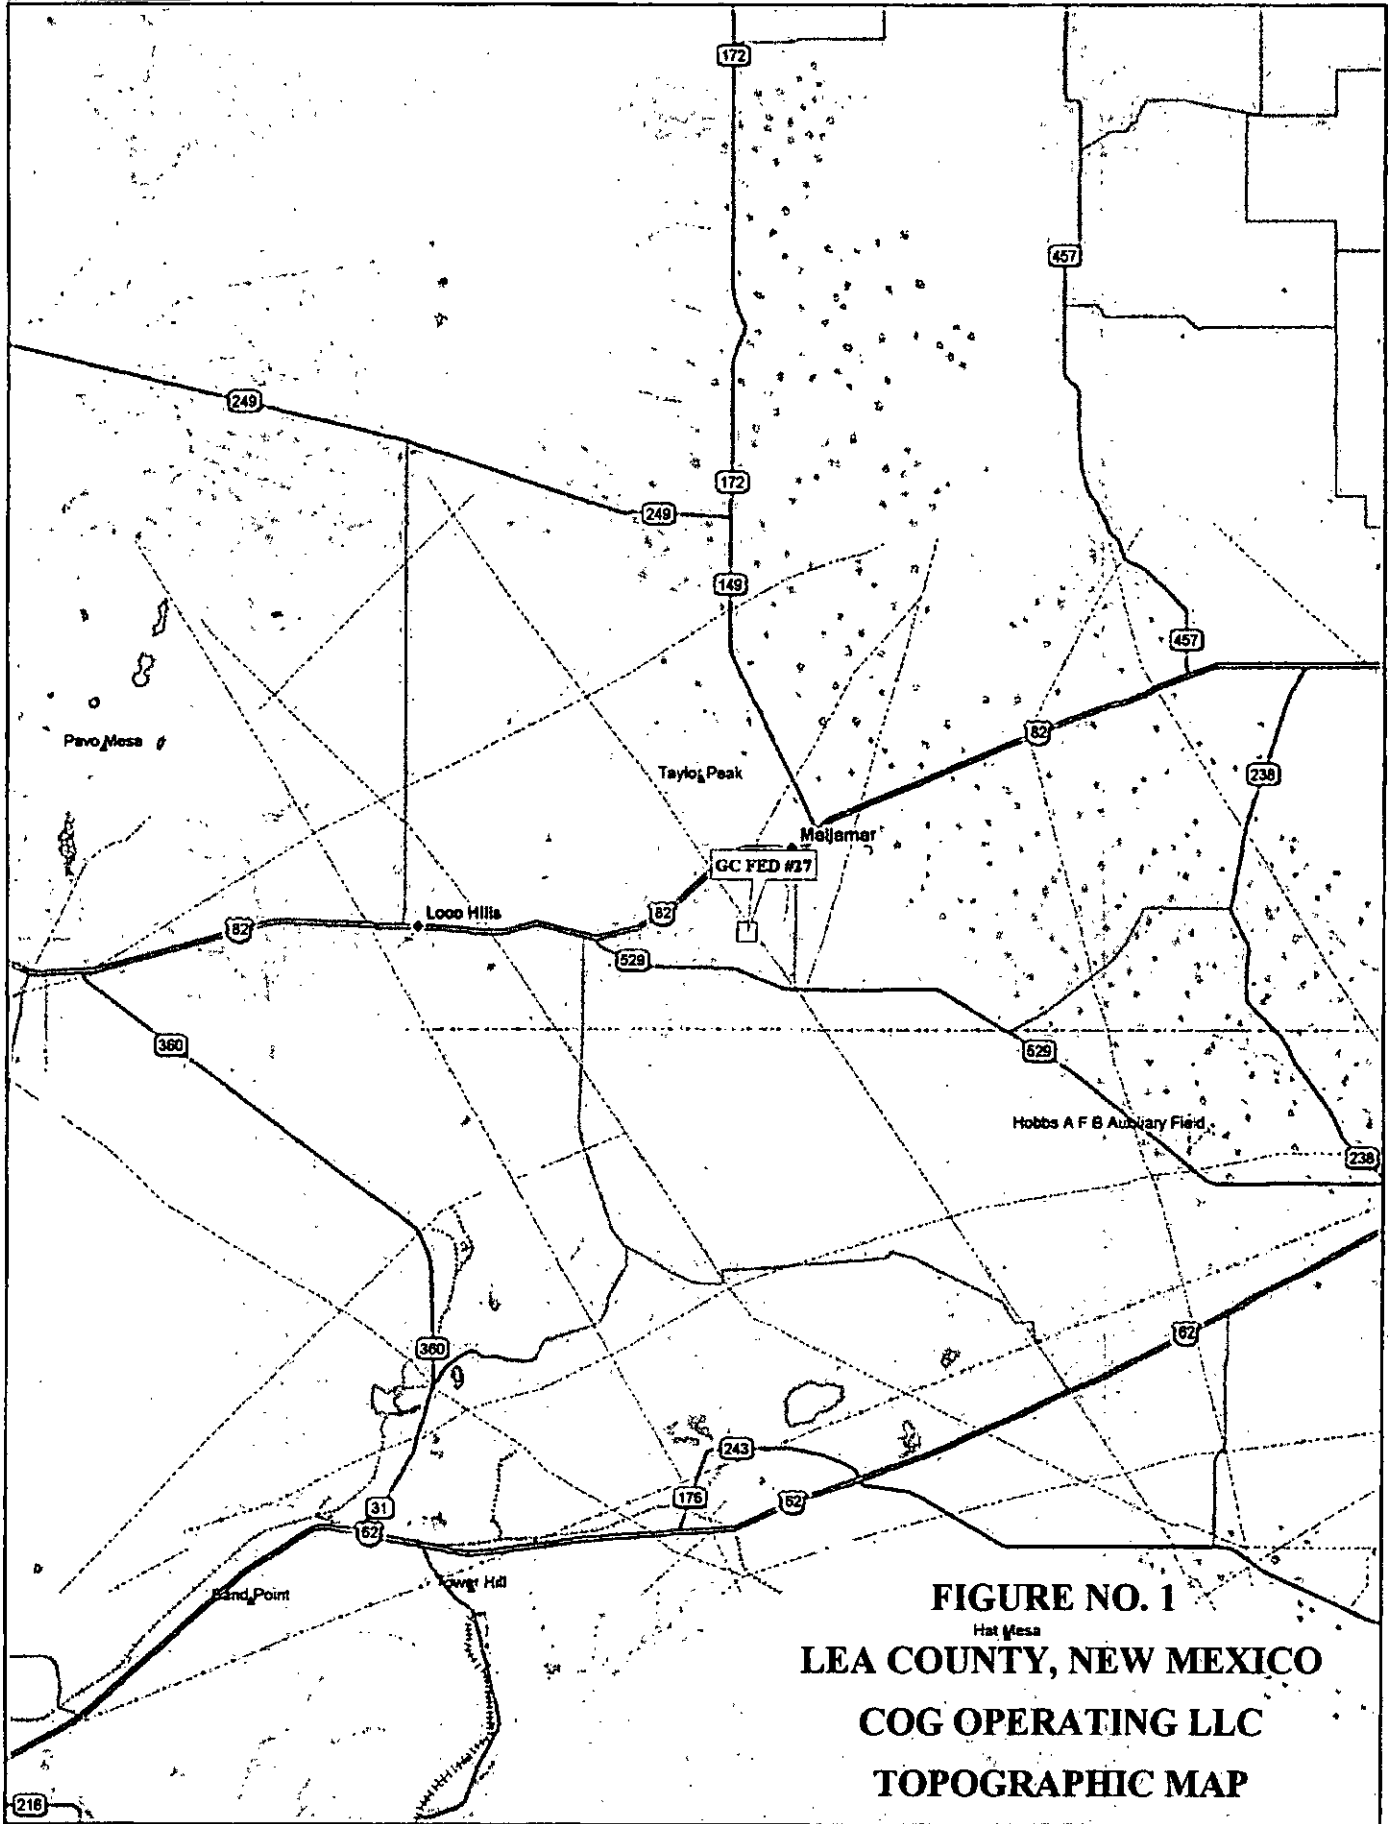 172
457
249
172
249
149
457
82
Pavo Mesa
Taylor Peak
238
Maljamar
GC FED #27
Loco Hills
82
82
529
360
529
Hobbs A F B Auxiliary Field
238
360
62
243
176
62
31
62
Tower Hill
Sand Point
FIGURE NO. 1
Hat Mesa
LEA COUNTY, NEW MEXICO
COG OPERATING LLC
TOPOGRAPHIC MAP
216